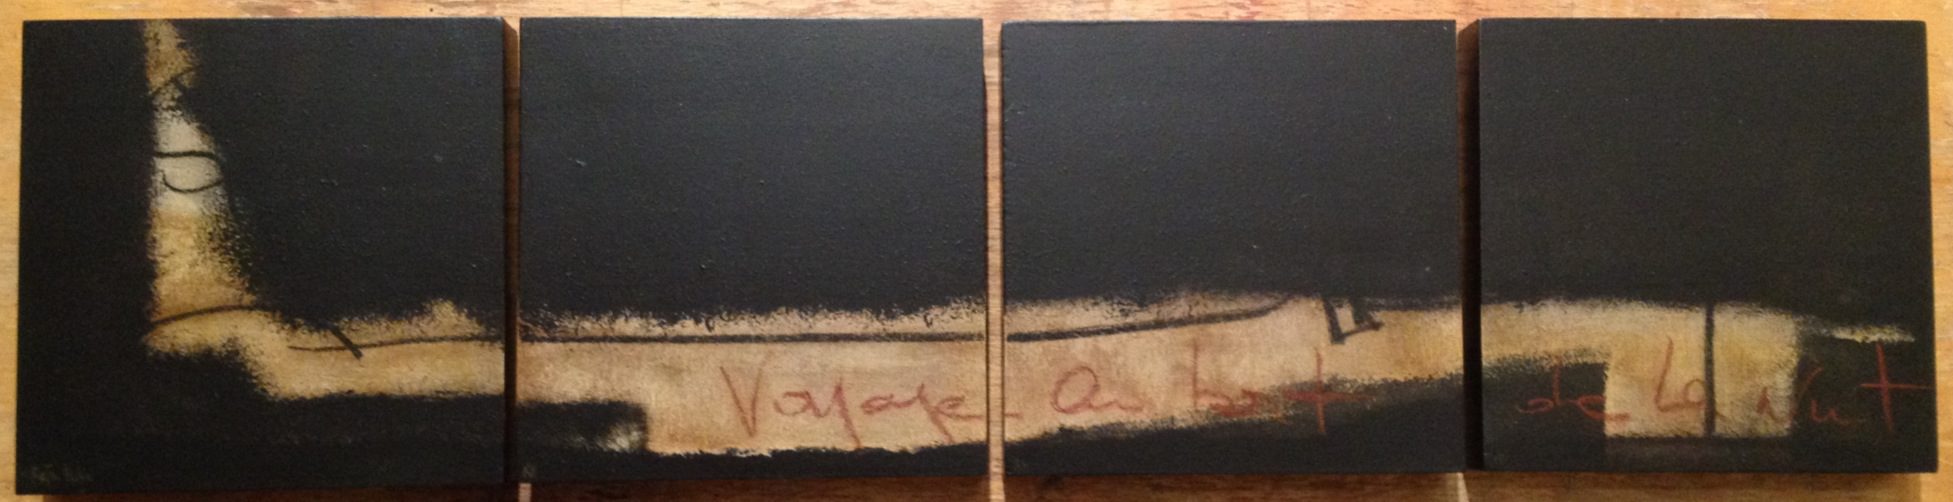 Voyage Au bout de La Nuit